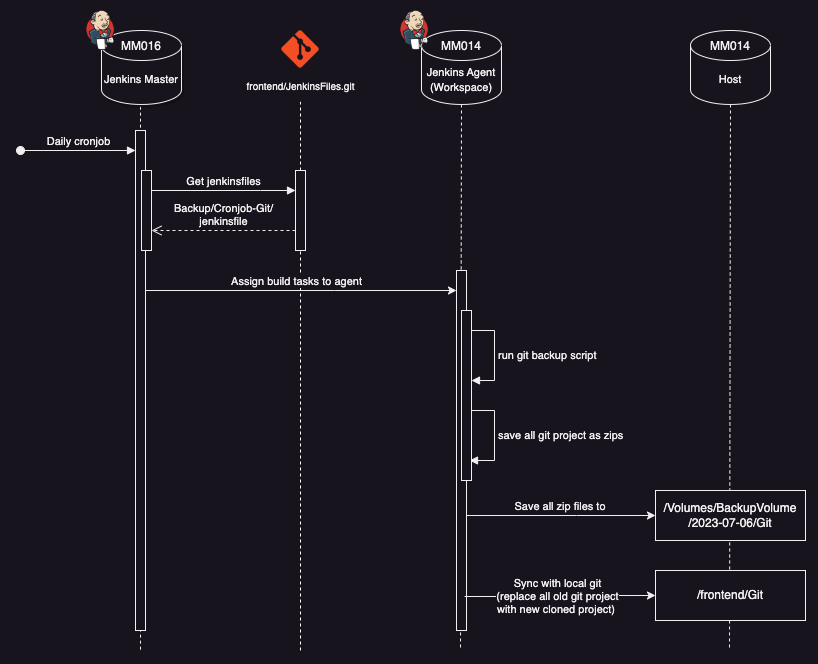 MM016
Jenkins Master
frontend/JenkinsFiles.git
MM014
Jenkins Agent
(Workspace)
MM014
Host
Daily cronjob
Get jenkinsfiles
Backup/Cronjob-Git/
jenkinsfile
Assign build tasks to agent
run git backup script
save all git project as zips
Save all zip files to
/Volumes/BackupVolume
/2023-07-06/Git
Sync with local git
(replace all old git project
with new cloned project)
/frontend/Git